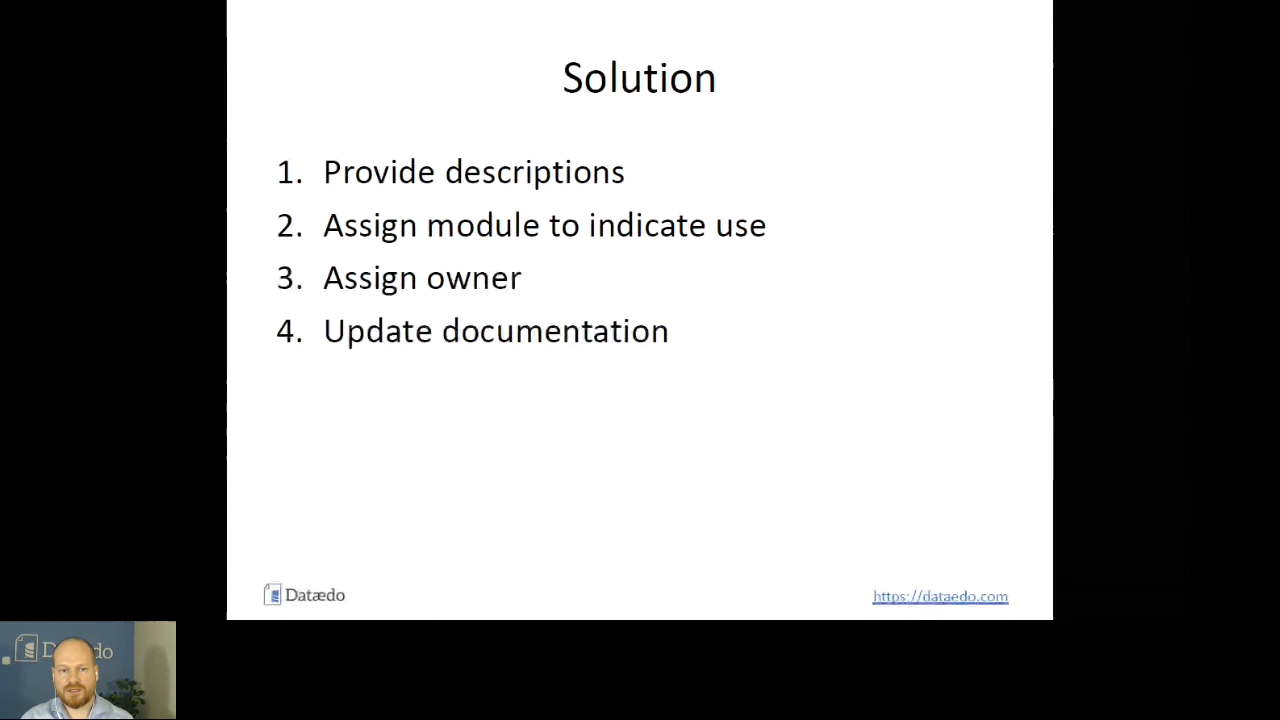 Solution
1. Provide descriptions
2. Assign module to indicate use
3. Assign owner
4. Update documentation
Dataedo
https://dataedo.com